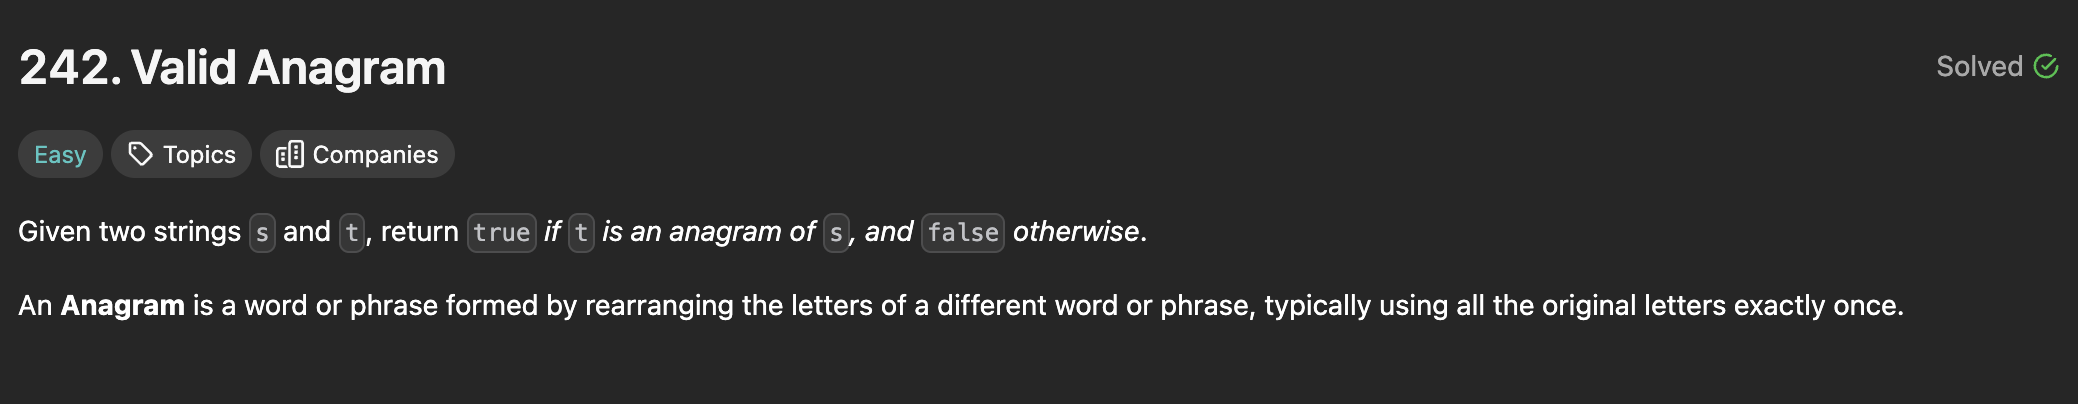 242. Valid Anagram
Solved
Easy
Topics
Companies
Given two strings s and t, return true if t is an anagram of s, and false otherwise.
An Anagram is a word or phrase formed by rearranging the letters of a different word or phrase, typically using all the original letters exactly once.